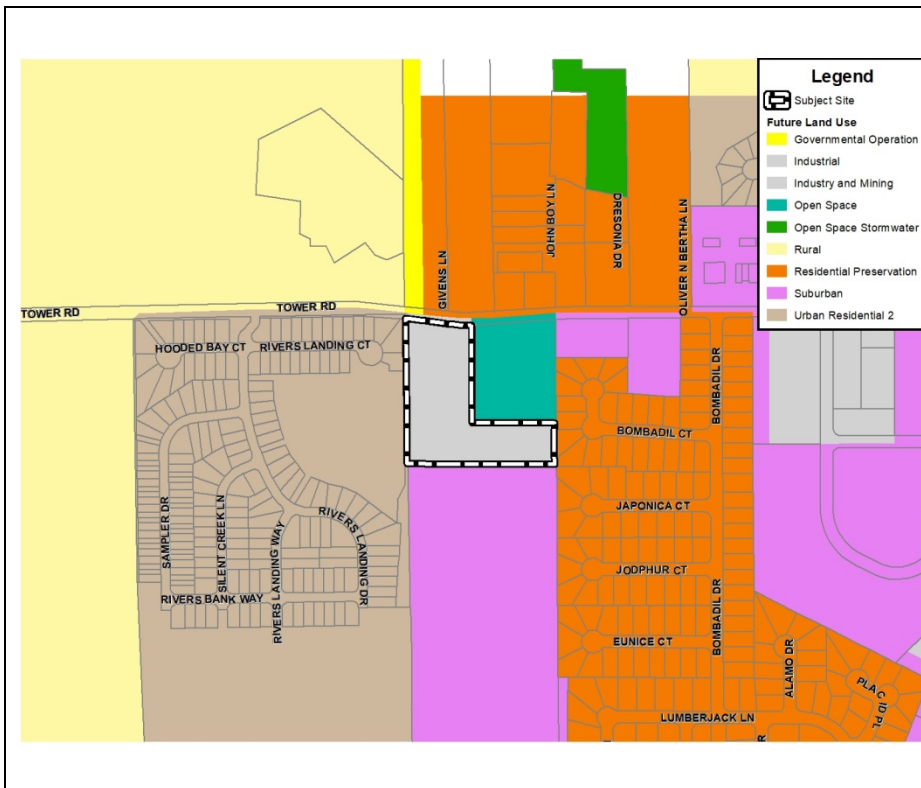 Legend
Subject Site
Future Land Use
Governmental Operation
Industrial
Industry and Mining
Open Space
Open Space Stormwater
Rural
Residential Preservation
Suburban
Urban Residential 2
GIVENS LN
JOHN BOY LN
DRESONIA DR
OLIVER N BERTHA LN
TOWER RD
TOWER RD
HOODED BAY CT
RIVERS LANDING CT
BOMBADIL DR
BOMBADIL CT
SAMPLER DR
SILENT CREEK LN
RIVERS LANDING WAY
RIVERS LANDING DR
JAPONICA CT
JODPHUR CT
RIVERS BANK WAY
BOMBADIL DR
EUNICE CT
ALAMO DR
PLACID PL
LUMBERJACK LN
R